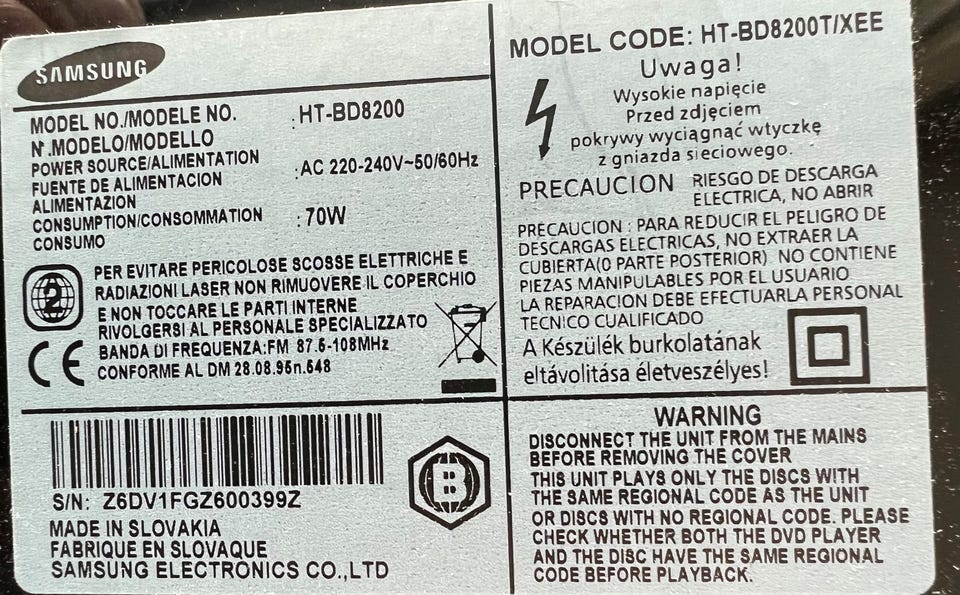 SAMSUNG
MODEL NO./MODELE NO.
N'.MODELO/MODELLO
: HT-BD8200
POWER SOURCE/ALIMENTATION
FUENTE DE ALIMENTACION
ALIMENTAZION
: AC 220-240V~50/60Hz
CONSUMPTION/CONSOMMATION
CONSUMO
: 70W
2
PER EVITARE PERICOLOSE SCOSSE ELETTRICHE E
RADIAZIONI LASER NON RIMUOVERE IL COPERCHIO
E NON TOCCARE LE PARTI INTERNE
RIVOLGERSI AL PERSONALE SPECIALIZZATO
BANDA DI FREQUENZA:FM 87.5-108MHz
CONFORME AL DM 28.08.95n.548
CE
S/N: Z6DV1FGZ600399Z
MADE IN SLOVAKIA
FABRIQUE EN SLOVAQUE
SAMSUNG ELECTRONICS CO.,LTD
B
MODEL CODE: HT-BD8200T/XEE
Uwaga!
Wysokie napięcie
Przed zdjęciem
pokrywy wyciągnąć wtyczkę
z gniazda sieciowego.
PRECAUCION RIESGO DE DESCARGA
ELECTRICA, NO ABRIR
PRECAUCION : PARA REDUCIR EL PELIGRO DE
DESCARGAS ELECTRICAS, NO EXTRAER LA
CUBIERTA(0 PARTE POSTERIOR) NO CONTIENE
PIEZAS MANIPULABLES POR EL USUARIO
LA REPARACION DEBE EFECTUARLA PERSONAL
TECNICO CUALIFICADO
A Készülék burkolatának
eltávolitása életveszélyes!
WARNING
DISCONNECT THE UNIT FROM THE MAINS
BEFORE REMOVING THE COVER
THIS UNIT PLAYS ONLY THE DISCS WITH
THE SAME REGIONAL CODE AS THE UNIT
OR DISCS WITH NO REGIONAL CODE. PLEASE
CHECK WHETHER BOTH THE DVD PLAYER
AND THE DISC HAVE THE SAME REGIONAL
CODE BEFORE PLAYBACK.